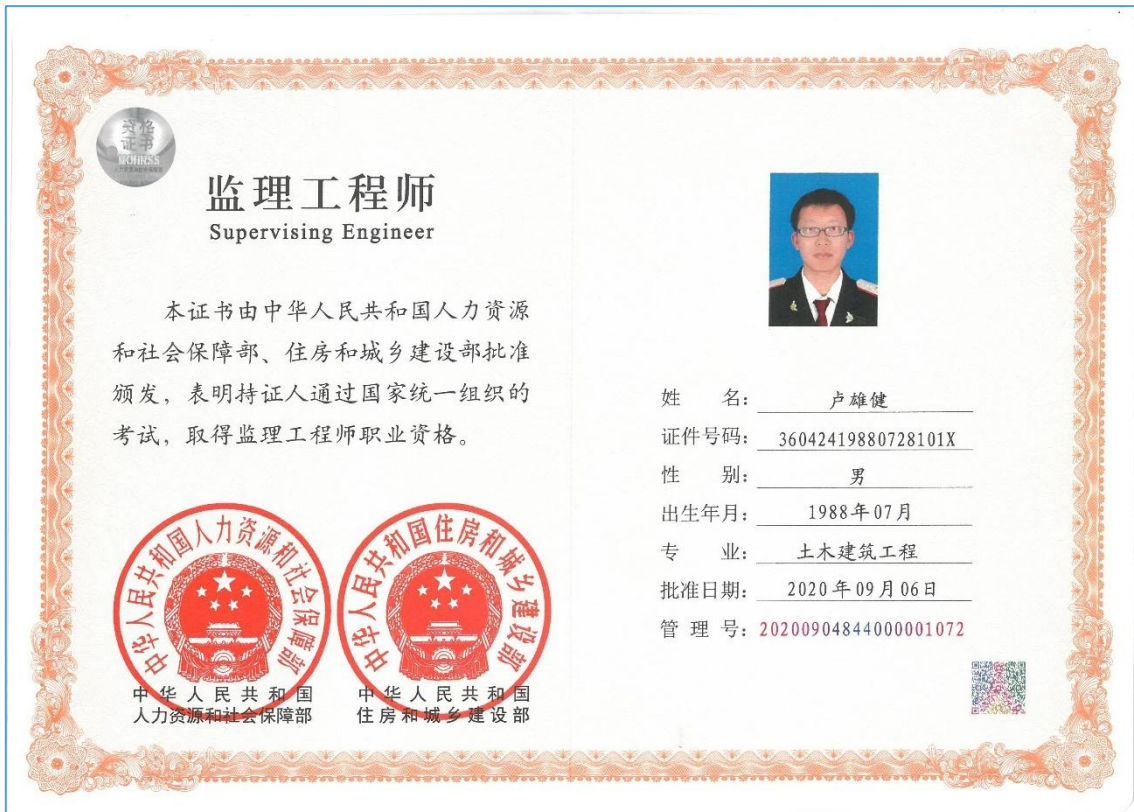 资格
证书
MOHRSS
监理工程师
Supervising Engineer
本证书由中华人民共和国人力资源
和社会保障部、住房和城乡建设部批准
颁发，表明持证人通过国家统一组织的
考试，取得监理工程师职业资格。
中华人民共和国人力资源和社会保障部
中华人民共和国住房和城乡建设部
中华人民共和国
人力资源和社会保障部
中华人民共和国
住房和城乡建设部
姓名：卢雄健
证件号码：36042419880728101X
性别：男
出生年月：1988年07月
专业：土木建筑工程
批准日期：2020年09月06日
管理号：20200904844000001072